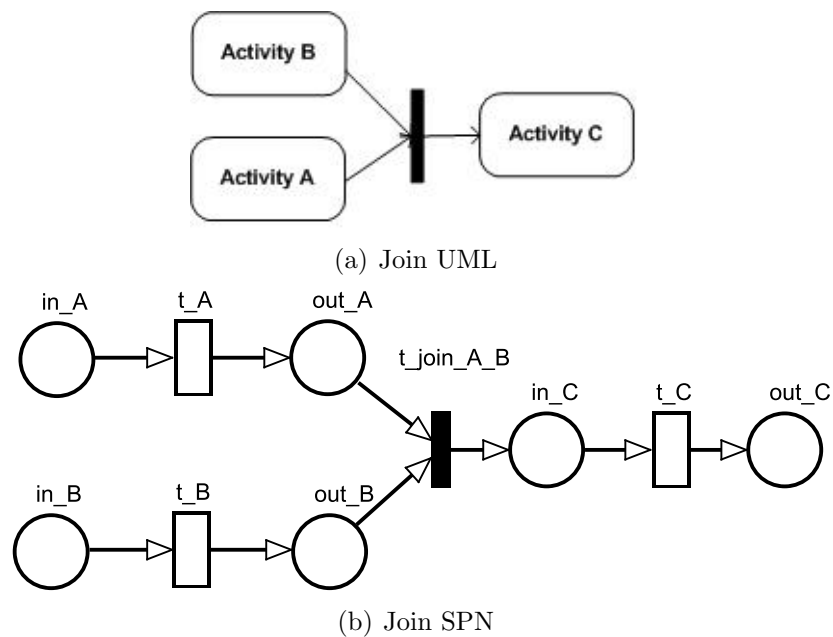 Activity B
Activity A
Activity C
(a) Join UML
in_A
t_A
out_A
t_join_A_B
in_C
t_C
out_C
in_B
t_B
out_B
(b) Join SPN